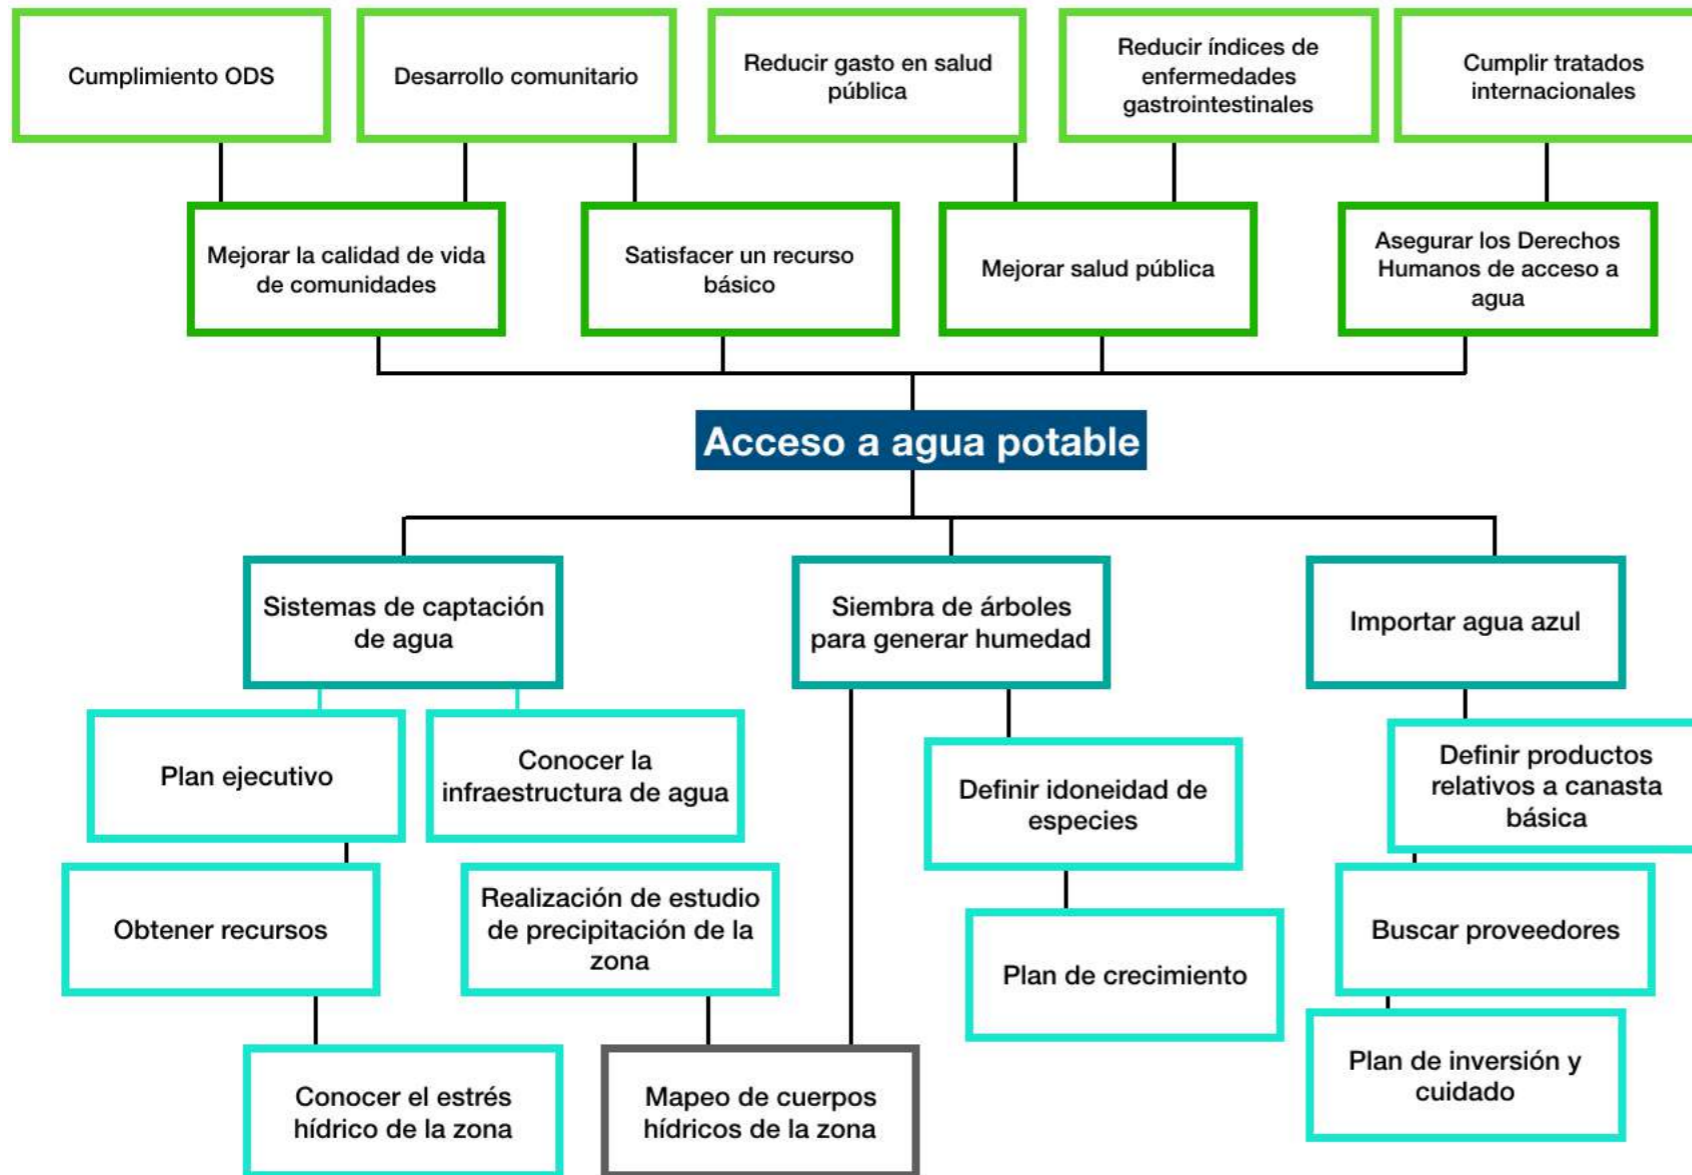 Cumplimiento ODS
Desarrollo comunitario
Reducir gasto en salud
pública
Reducir índices de
enfermedades
gastrointestinales
Cumplir tratados
internacionales
Mejorar la calidad de vida
de comunidades
Satisfacer un recurso
básico
Mejorar salud pública
Asegurar los Derechos
Humanos de acceso a
agua
Acceso a agua potable
Sistemas de captación
de agua
Siembra de árboles
para generar humedad
Importar agua azul
Plan ejecutivo
Conocer la
infraestructura de agua
Definir idoneidad de
especies
Definir productos
relativos a canasta
básica
Obtener recursos
Realización de estudio
de precipitación de la
zona
Plan de crecimiento
Buscar proveedores
Conocer el estrés
hídrico de la zona
Mapeo de cuerpos
hídricos de la zona
Plan de inversión y
cuidado